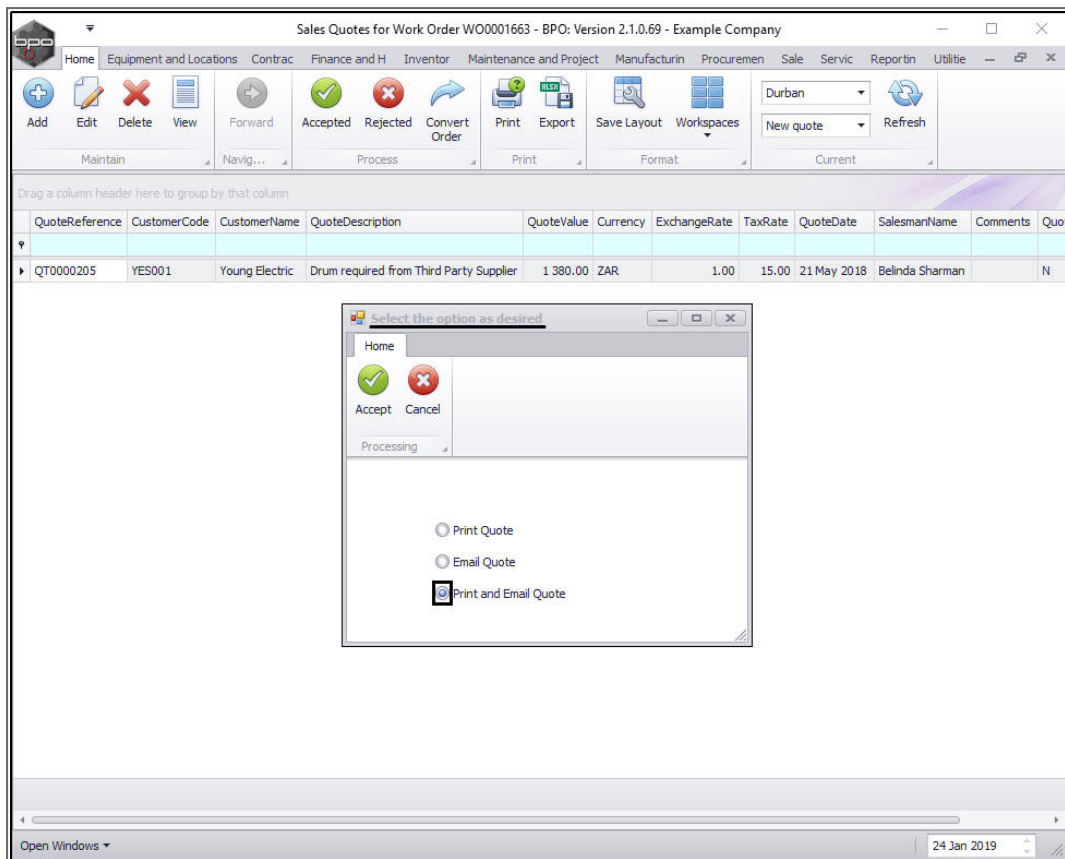 Sales Quotes for Work Order WO0001663 - BPO: Version 2.1.0.69 - Example Company
bpo
Home Equipment and Locations Contrac Finance and H Inventor Maintenance and Project Manufacturin Procuremen Sale Servic Reportin Utilitie
Add Edit Delete View Forward Accepted Rejected Convert Order Print Export Save Layout Workspaces Durban New quote Refresh
Maintain Navig... Process Print Format Current
Drag a column header here to group by that column
QuoteReference CustomerCode CustomerName QuoteDescription QuoteValue Currency ExchangeRate TaxRate QuoteDate SalesmanName Comments Quo
QT0000205 YES001 Young Electric Drum required from Third Party Supplier 1 380.00 ZAR 1.00 15.00 21 May 2018 Belinda Sharman N
Select the option as desired
Home
Accept Cancel
Processing
Print Quote
Email Quote
Print and Email Quote
Open Windows 24 Jan 2019